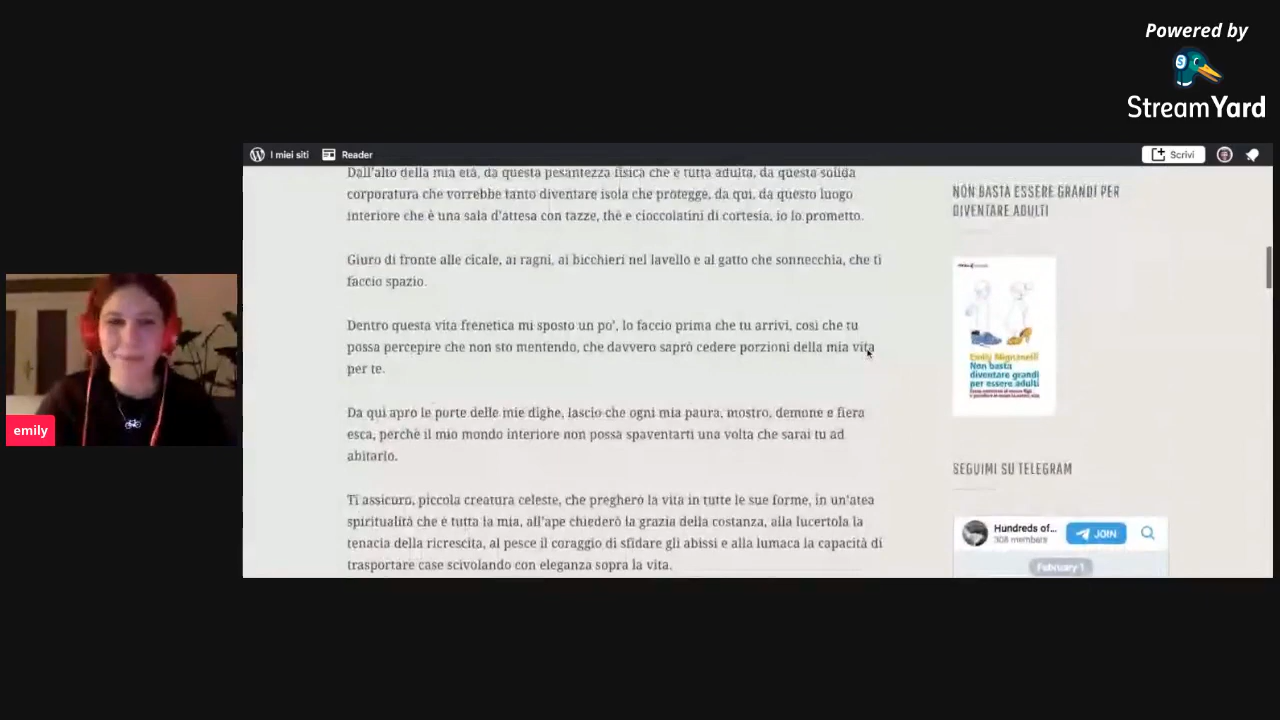 Powered by
StreamYard
I miei siti
Reader
Scrivi
Dall'alto della mia età, da questa pesantezza fisica che è tutta adulta, da questa solida
corporatura che vorrebbe tanto diventare isola che protegge, da qui, da questo luogo
interiore che è una sala d'attesa con tazze, thè e cioccolatini di cortesia, io lo prometto.
Giuro di fronte alle cicale, ai ragni, ai bicchieri nel lavello e al gatto che sonnecchia, che ti
faccio spazio.
Dentro questa vita frenetica mi sposto un po', lo faccio prima che tu arrivi, così che tu
possa percepire che non sto mentendo, che davvero saprò cedere porzioni della mia vita
per te.
Da qui apro le porte delle mie dighe, lascio che ogni mia paura, mostro, demone e fiera
esca, perchè il mio mondo interiore non possa spaventarti una volta che sarai tu ad
abitarlo.
Ti assicuro, piccola creatura celeste, che pregherò la vita in tutte le sue forme, in un'atea
spiritualità che è tutta la mia, all'ape chiederò la grazia della costanza, alla lucertola la
tenacia della ricrescita, al pesce il coraggio di sfidare gli abissi e alla lumaca la capacità di
trasportare case scivolando con eleganza sopra la vita.
NON BASTA ESSERE GRANDI PER
DIVENTARE ADULTI
Emily Mignanelli
Non basta
diventare grandi
per essere adulti
SEGUIMI SU TELEGRAM
Hundreds of...
308 members
JOIN
February 1
emily